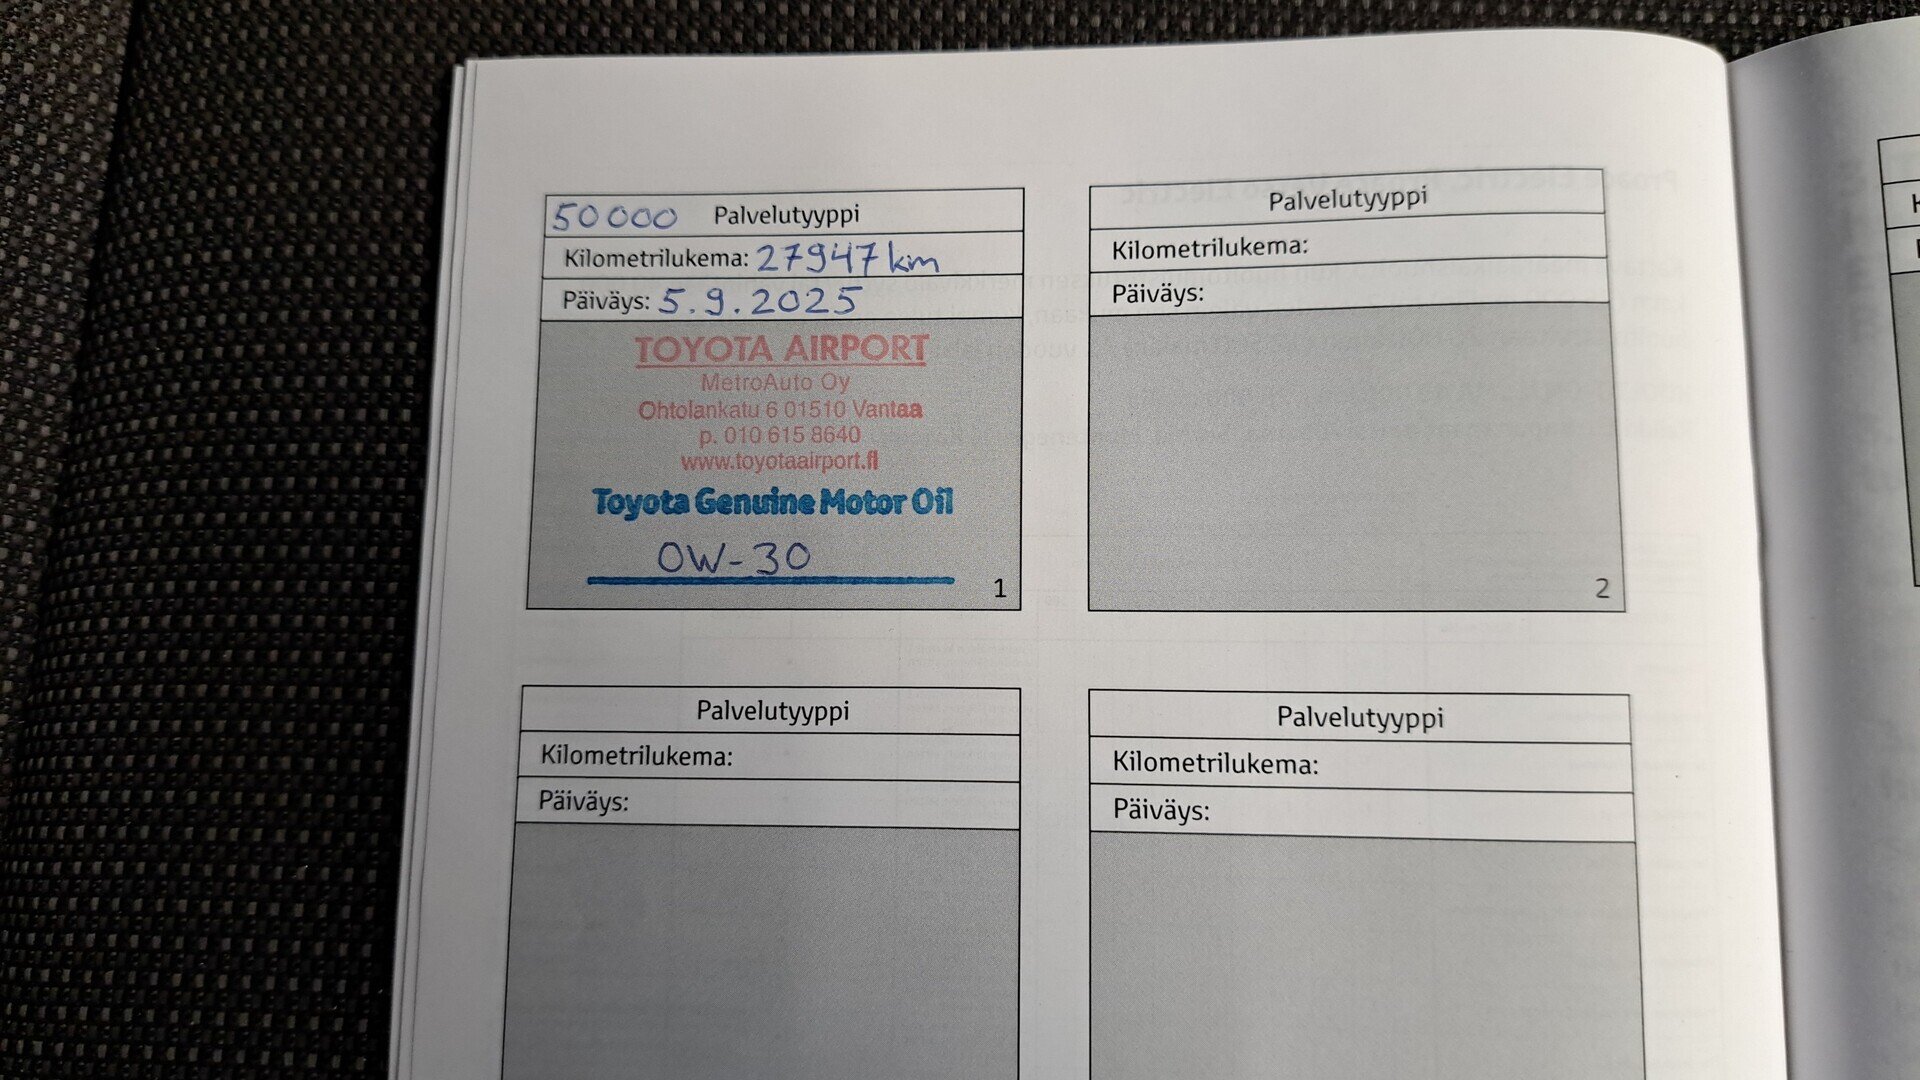 50000 Palvelutyyppi
Kilometrilukema: 27947 km
Päiväys: 5.9.2025
TOYOTA AIRPORT
MetroAuto Oy
Ohtolankatu 6 01510 Vantaa
p. 010 615 8640
www.toyotaairport.fi
Toyota Genuine Motor Oil
0W-30
1
Palvelutyyppi
Kilometrilukema:
Päiväys:
2
Palvelutyyppi
Kilometrilukema:
Päiväys:
Palvelutyyppi
Kilometrilukema:
Päiväys: